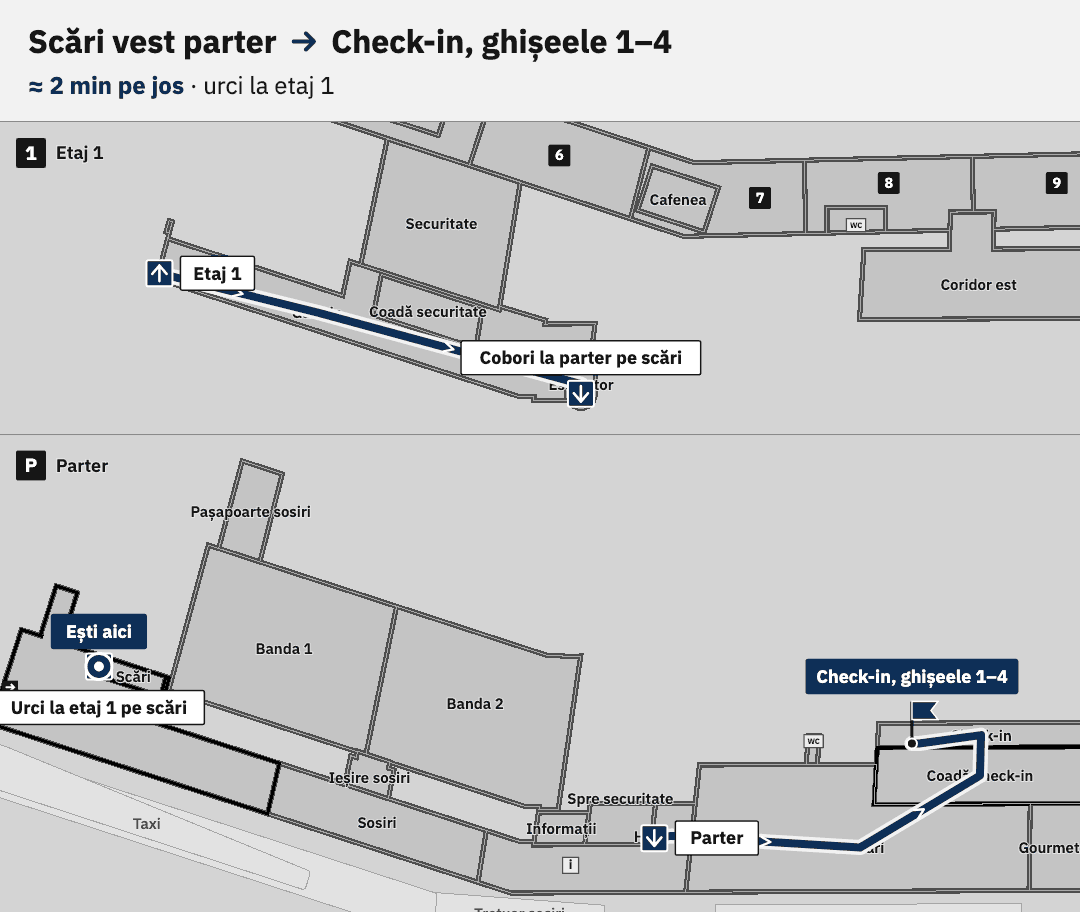 Scări vest parter → Check-in, ghișeele 1–4
≈ 2 min pe jos · urci la etaj 1
1 Etaj 1
6
Cafenea
7
8
9
wc
Securitate
Coridor est
Etaj 1
Coadă securitate
Cobori la parter pe scări
P Parter
Pașapoarte sosiri
Ești aici
Scări
Urci la etaj 1 pe scări
Banda 1
Banda 2
Check-in, ghișeele 1–4
wc
Ieșire sosiri
Spre securitate
Informații
Sosiri
Taxi
i
Parter
Gourmet
Trotuar sosiri